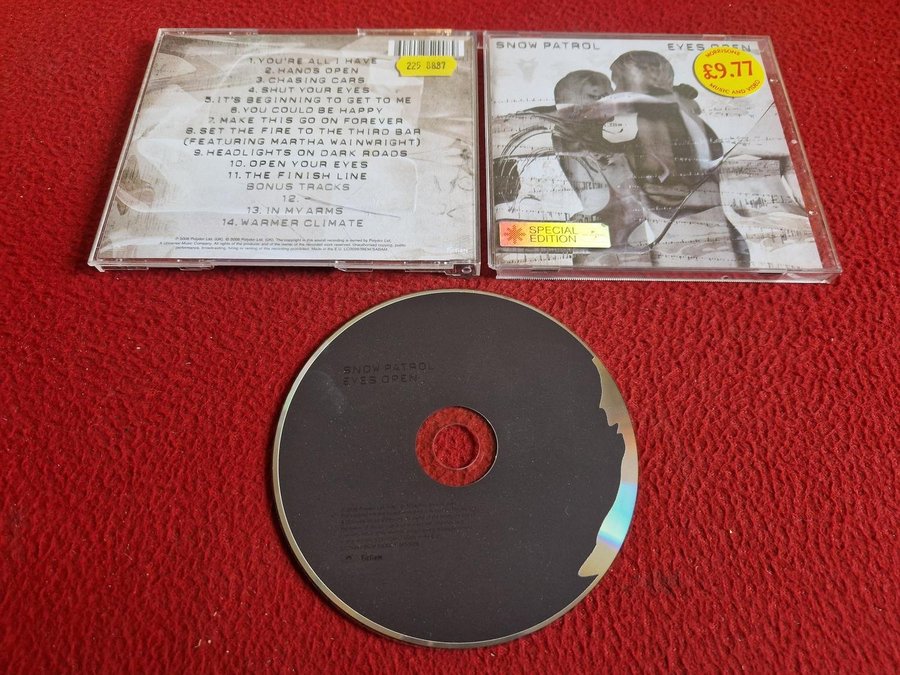 1. YOU'RE ALL I HAVE
2. HANDS OPEN
3. CHASING CARS
4. SHUT YOUR EYES
5. IT'S BEGINNING TO GET TO ME
6. YOU COULD BE HAPPY
7. MAKE THIS GO ON FOREVER
8. SET THE FIRE TO THE THIRD BAR
(FEATURING MARTHA WAINWRIGHT)
9. HEADLIGHTS ON DARK ROADS
10. OPEN YOUR EYES
11. THE FINISH LINE
BONUS TRACKS
12. -
13. IN MY ARMS
14. WARMER CLIMATE
225 8887
SNOW PATROL EYES OPEN
MORRISONS
£9.77
MUSIC AND VIDEO
SPECIAL
EDITION
SNOW PATROL
EYES OPEN